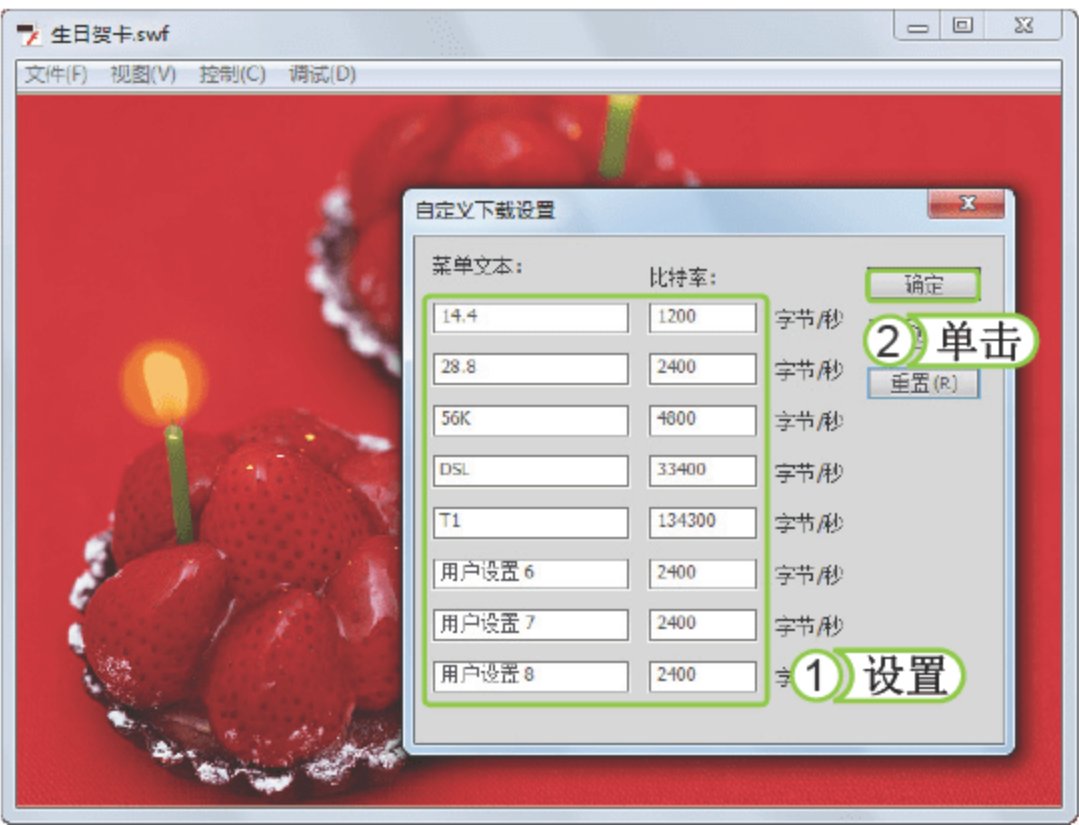 生日贺卡.swf
文件(F) 视图(V) 控制(C) 调试(D)
自定义下载设置
菜单文本: 比特率: 确定
14.4 1200 字节/秒
② 单击
28.8 2400 字节/秒 重置(R)
56K 4800 字节/秒
DSL 33400 字节/秒
T1 134300 字节/秒
用户设置 6 2400 字节/秒
用户设置 7 2400 字节/秒
用户设置 8 2400 字
① 设置